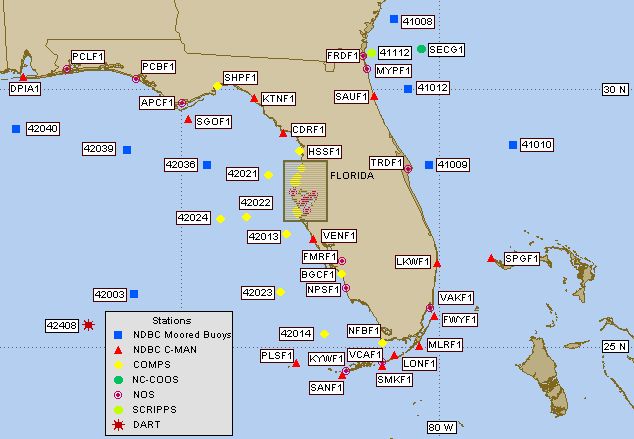 41008
FRDF1
41112
SECG1
PCLF1
PCBF1
MYPF1
SHPF1
DPIA1
30 N
41012
APCF1
KTNF1
SAUF1
SGOF1
42040
CDRF1
42039
HSSF1
41010
42036
TRDF1
41009
42021
FLORIDA
42022
42024
42013
VENF1
FMRF1
LKWF1
SPGF1
BGCF1
NPSF1
42003
42023
VAKF1
FWYF1
42408
42014
NFBF1
MLRF1
25 N
PLSF1
KYWF1
VCAF1
LONF1
SMKF1
SANF1
80 W
Stations
NDBC Moored Buoys
NDBC C-MAN
COMPS
NC-COOS
NOS
SCRIPPS
DART